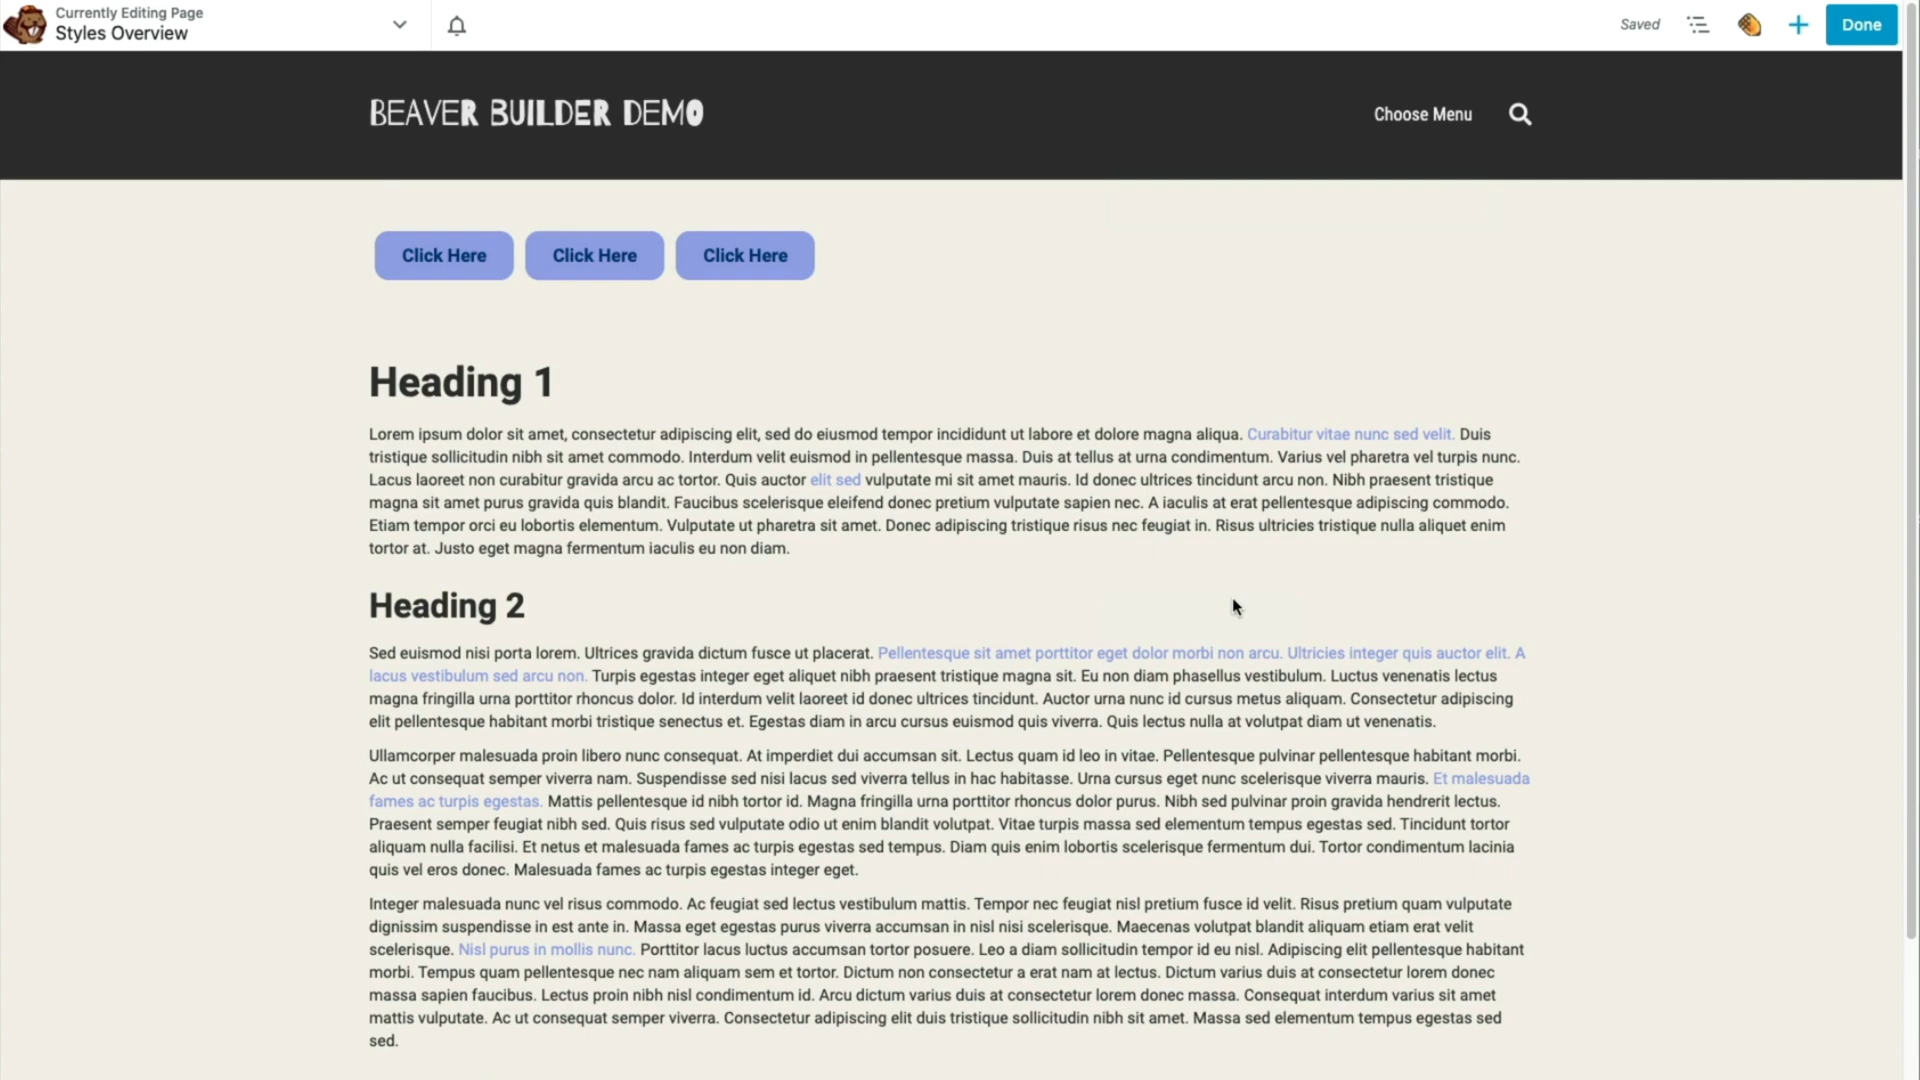 Currently Editing Page
Styles Overview
Saved
Done
BEAVER BUILDER DEMO
Choose Menu
Click Here
Click Here
Click Here
Heading 1
Lorem ipsum dolor sit amet, consectetur adipiscing elit, sed do eiusmod tempor incididunt ut labore et dolore magna aliqua. Curabitur vitae nunc sed velit. Duis
tristique sollicitudin nibh sit amet commodo. Interdum velit euismod in pellentesque massa. Duis at tellus at urna condimentum. Varius vel pharetra vel turpis nunc.
Lacus laoreet non curabitur gravida arcu ac tortor. Quis auctor elit sed vulputate mi sit amet mauris. Id donec ultrices tincidunt arcu non. Nibh praesent tristique
magna sit amet purus gravida quis blandit. Faucibus scelerisque eleifend donec pretium vulputate sapien nec. A iaculis at erat pellentesque adipiscing commodo.
Etiam tempor orci eu lobortis elementum. Vulputate ut pharetra sit amet. Donec adipiscing tristique risus nec feugiat in. Risus ultricies tristique nulla aliquet enim
tortor at. Justo eget magna fermentum iaculis eu non diam.
Heading 2
Sed euismod nisi porta lorem. Ultrices gravida dictum fusce ut placerat. Pellentesque sit amet porttitor eget dolor morbi non arcu. Ultricies integer quis auctor elit. A
lacus vestibulum sed arcu non. Turpis egestas integer eget aliquet nibh praesent tristique magna sit. Eu non diam phasellus vestibulum. Luctus venenatis lectus
magna fringilla urna porttitor rhoncus dolor. Id interdum velit laoreet id donec ultrices tincidunt. Auctor urna nunc id cursus metus aliquam. Consectetur adipiscing
elit pellentesque habitant morbi tristique senectus et. Egestas diam in arcu cursus euismod quis viverra. Quis lectus nulla at volutpat diam ut venenatis.
Ullamcorper malesuada proin libero nunc consequat. At imperdiet dui accumsan sit. Lectus quam id leo in vitae. Pellentesque pulvinar pellentesque habitant morbi.
Ac ut consequat semper viverra nam. Suspendisse sed nisi lacus sed viverra tellus in hac habitasse. Urna cursus eget nunc scelerisque viverra mauris. Et malesuada
fames ac turpis egestas. Mattis pellentesque id nibh tortor id. Magna fringilla urna porttitor rhoncus dolor purus. Nibh sed pulvinar proin gravida hendrerit lectus.
Praesent semper feugiat nibh sed. Quis risus sed vulputate odio ut enim blandit volutpat. Vitae turpis massa sed elementum tempus egestas sed. Tincidunt tortor
aliquam nulla facilisi. Et netus et malesuada fames ac turpis egestas sed tempus. Diam quis enim lobortis scelerisque fermentum dui. Tortor condimentum lacinia
quis vel eros donec. Malesuada fames ac turpis egestas integer eget.
Integer malesuada nunc vel risus commodo. Ac feugiat sed lectus vestibulum mattis. Tempor nec feugiat nisl pretium fusce id velit. Risus pretium quam vulputate
dignissim suspendisse in est ante in. Massa eget egestas purus viverra accumsan in nisl nisi scelerisque. Maecenas volutpat blandit aliquam etiam erat velit
scelerisque. Nisl purus in mollis nunc. Porttitor lacus luctus accumsan tortor posuere. Leo a diam sollicitudin tempor id eu nisl. Adipiscing elit pellentesque habitant
morbi. Tempus quam pellentesque nec nam aliquam sem et tortor. Dictum non consectetur a erat nam at lectus. Dictum varius duis at consectetur lorem donec
massa sapien faucibus. Lectus proin nibh nisl condimentum id. Arcu dictum varius duis at consectetur lorem donec massa. Consequat interdum varius sit amet
mattis vulputate. Ac ut consequat semper viverra. Consectetur adipiscing elit duis tristique sollicitudin nibh sit amet. Massa sed elementum tempus egestas sed
sed.